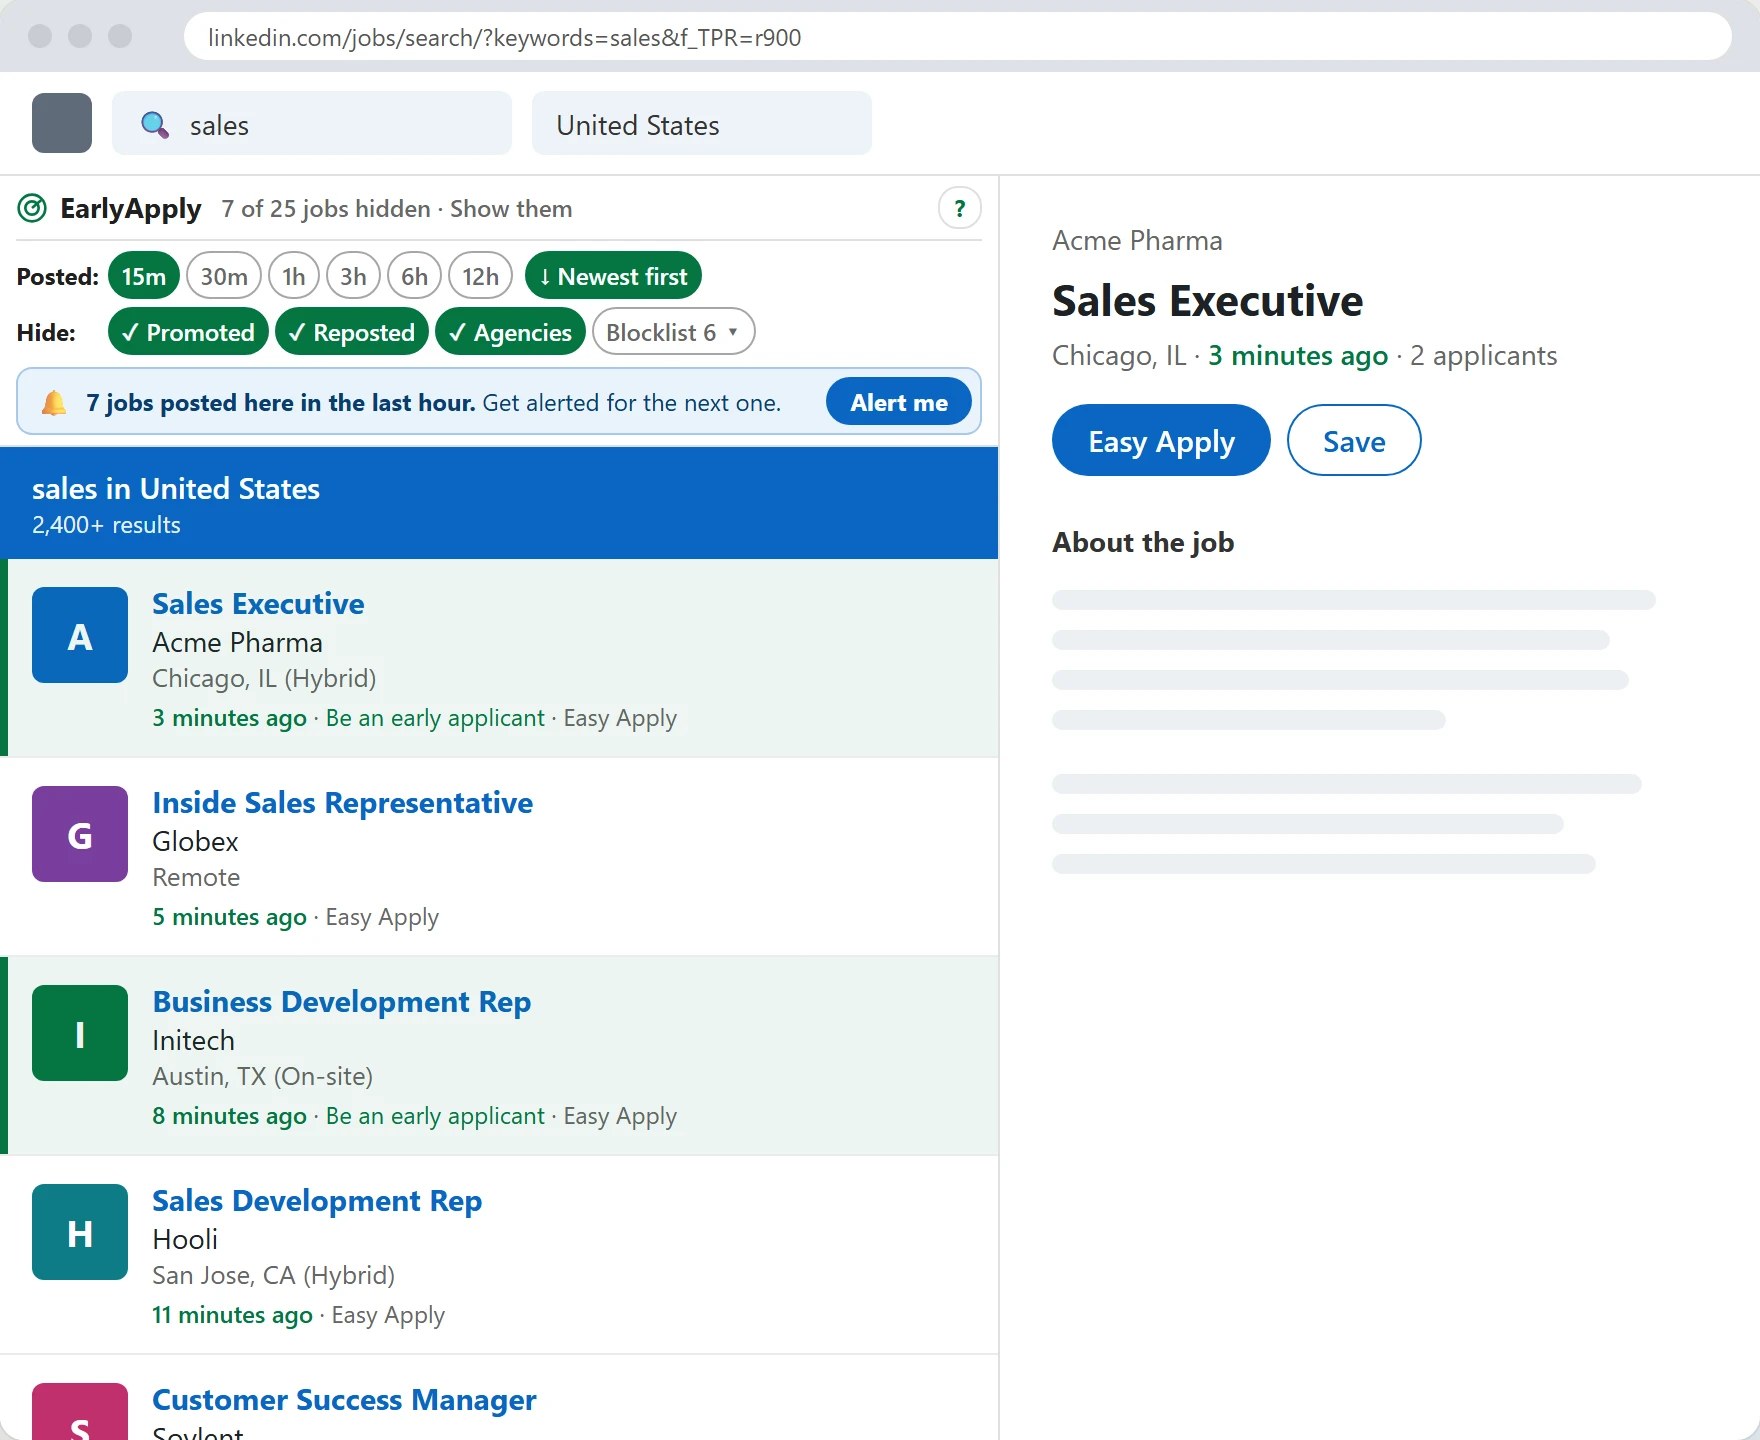 linkedin.com/jobs/search/?keywords=sales&f_TPR=r900
sales
United States
EarlyApply 7 of 25 jobs hidden · Show them ?
Posted: 15m 30m 1h 3h 6h 12h ↓ Newest first
Hide: ✓ Promoted ✓ Reposted ✓ Agencies Blocklist 6 ▾
7 jobs posted here in the last hour. Get alerted for the next one. Alert me
sales in United States
2,400+ results
A
Sales Executive
Acme Pharma
Chicago, IL (Hybrid)
3 minutes ago · Be an early applicant · Easy Apply
G
Inside Sales Representative
Globex
Remote
5 minutes ago · Easy Apply
I
Business Development Rep
Initech
Austin, TX (On-site)
8 minutes ago · Be an early applicant · Easy Apply
H
Sales Development Rep
Hooli
San Jose, CA (Hybrid)
11 minutes ago · Easy Apply
S
Customer Success Manager
Soylent
Acme Pharma
Sales Executive
Chicago, IL · 3 minutes ago · 2 applicants
Easy Apply
Save
About the job